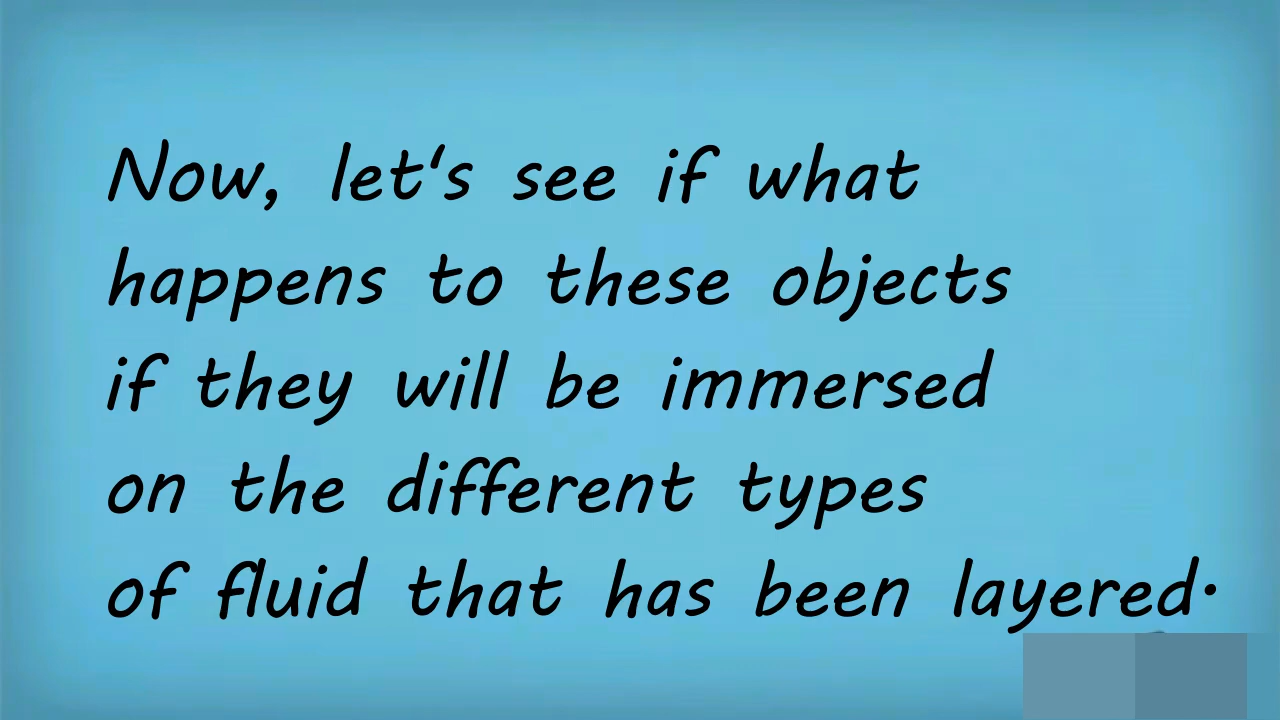 Now, let's see if what
happens to these objects
if they will be immersed
on the different types
of fluid that has been layered.